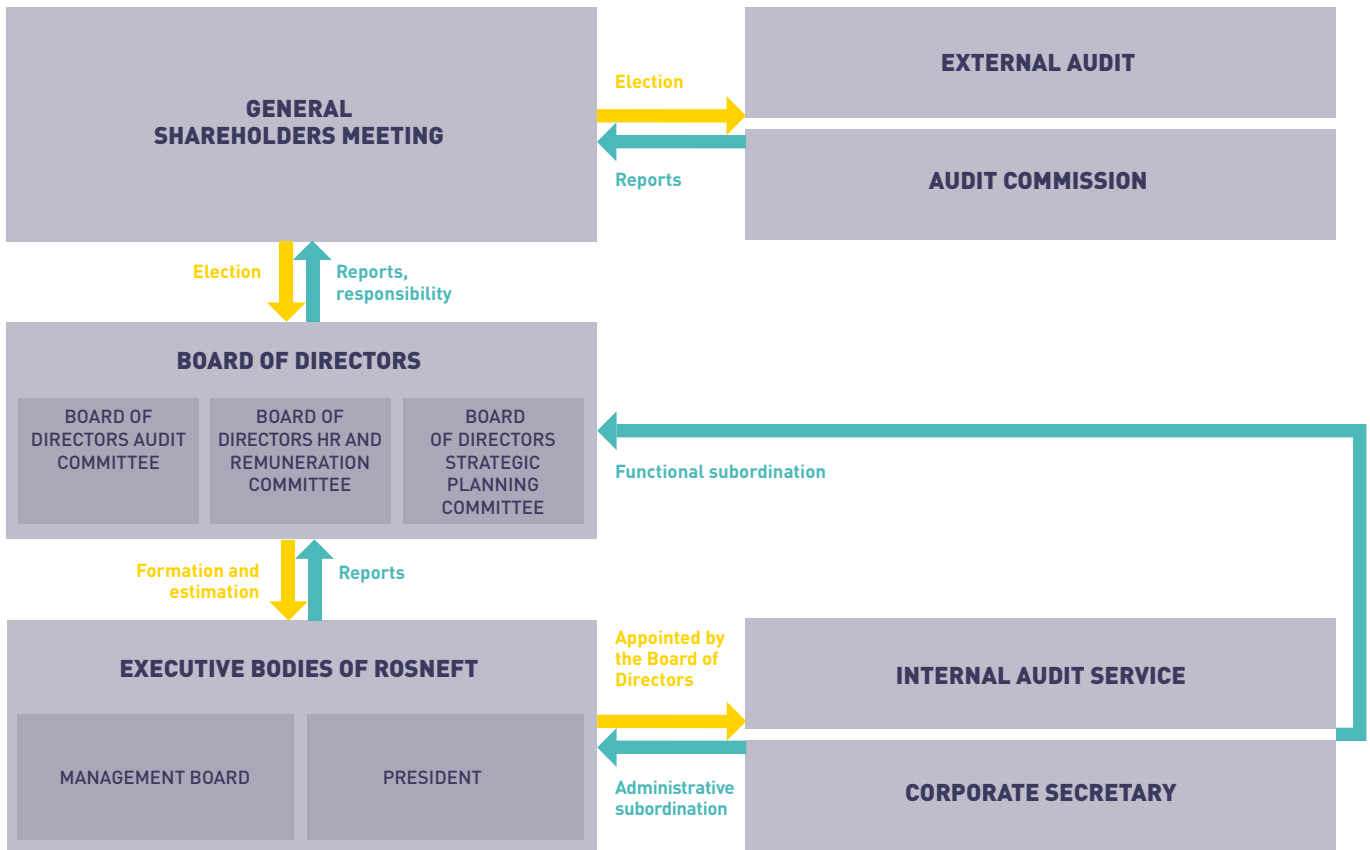 GENERAL
SHAREHOLDERS MEETING
Election
Reports
EXTERNAL AUDIT
AUDIT COMMISSION
Election
Reports,
responsibility
BOARD OF DIRECTORS
BOARD OF
DIRECTORS AUDIT
COMMITTEE
BOARD OF
DIRECTORS HR AND
REMUNERATION
COMMITTEE
BOARD
OF DIRECTORS
STRATEGIC
PLANNING
COMMITTEE
Functional subordination
Formation and
estimation
Reports
EXECUTIVE BODIES OF ROSNEFT
MANAGEMENT BOARD
PRESIDENT
Appointed by
the Board of
Directors
Administrative
subordination
INTERNAL AUDIT SERVICE
CORPORATE SECRETARY